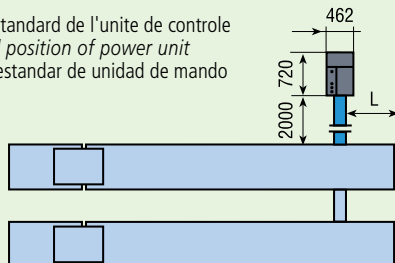 standard de l'unite de controle
position of power unit
estandar de unidad de mando
462
720
2000
L